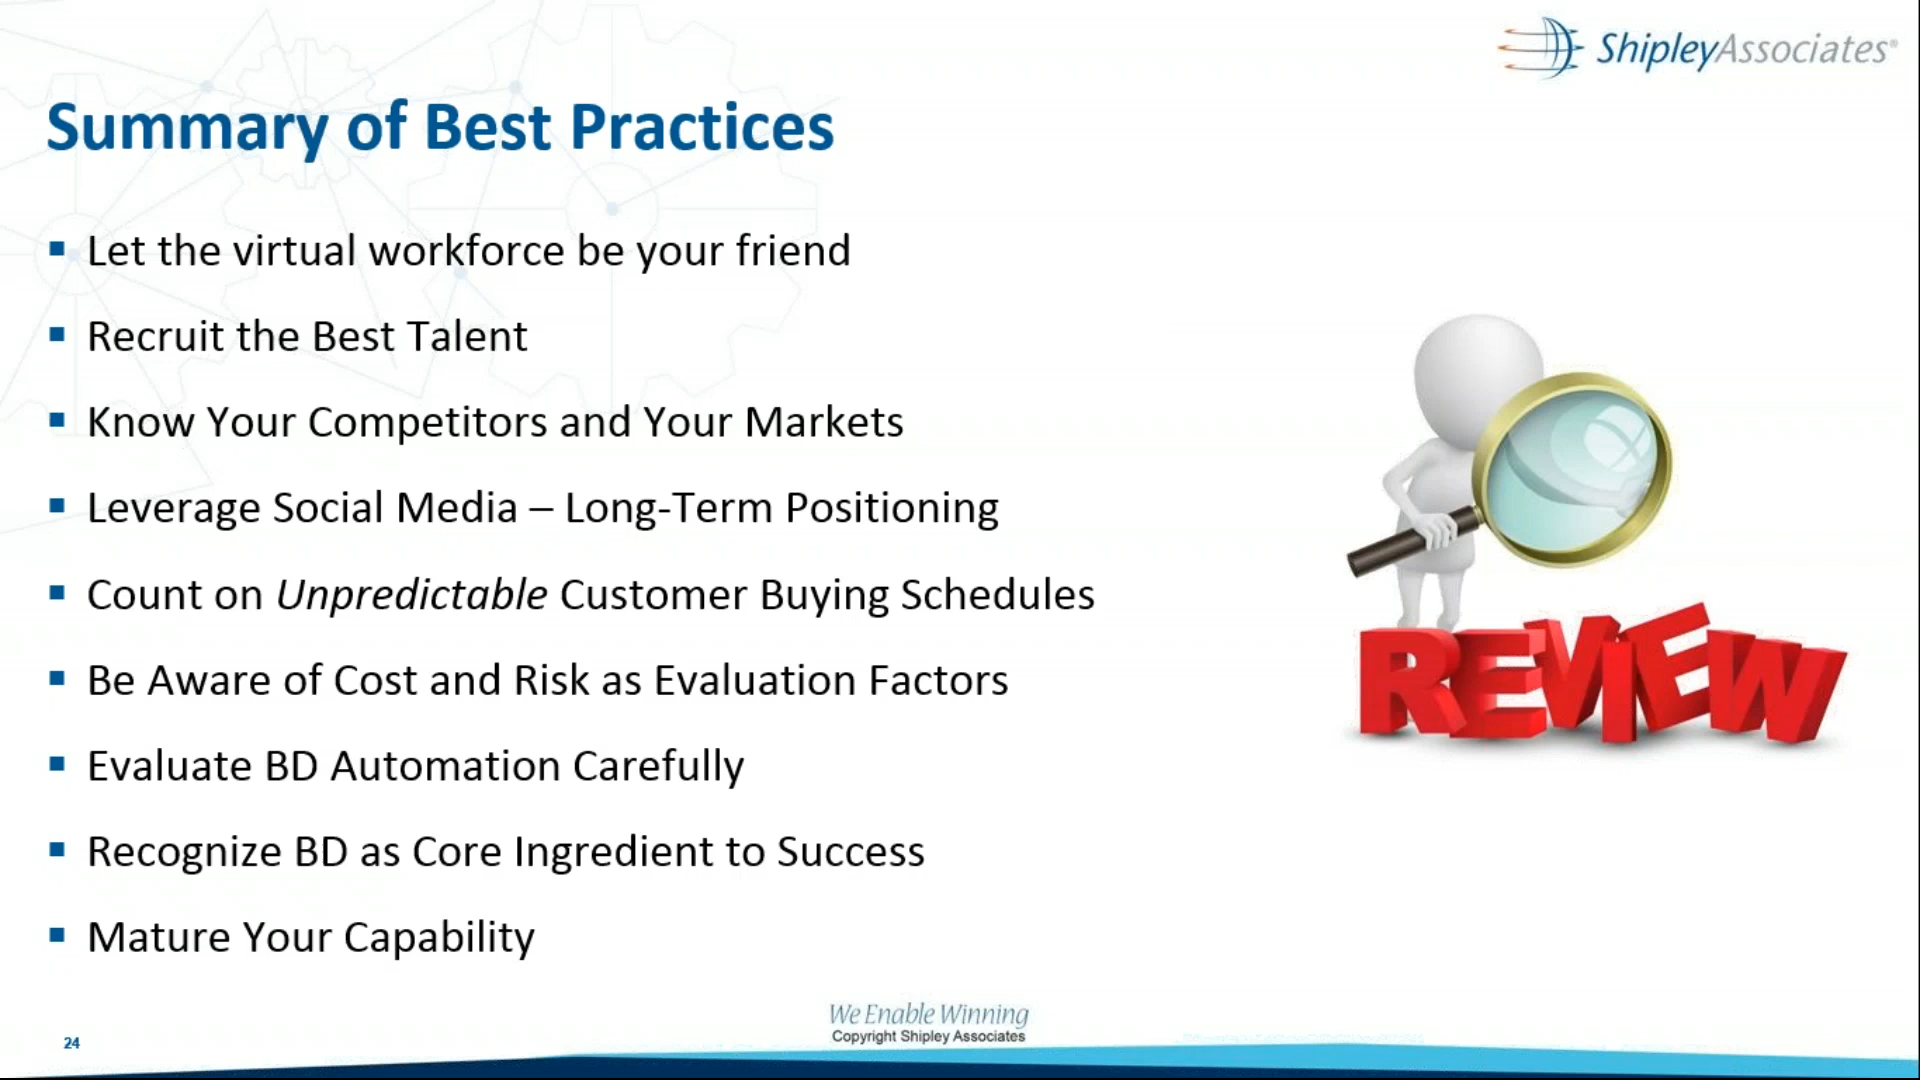 ShipleyAssociates®
Summary of Best Practices
▪ Let the virtual workforce be your friend
▪ Recruit the Best Talent
▪ Know Your Competitors and Your Markets
▪ Leverage Social Media – Long-Term Positioning
▪ Count on Unpredictable Customer Buying Schedules
▪ Be Aware of Cost and Risk as Evaluation Factors
▪ Evaluate BD Automation Carefully
▪ Recognize BD as Core Ingredient to Success
▪ Mature Your Capability
REVIEW
We Enable Winning
Copyright Shipley Associates
24